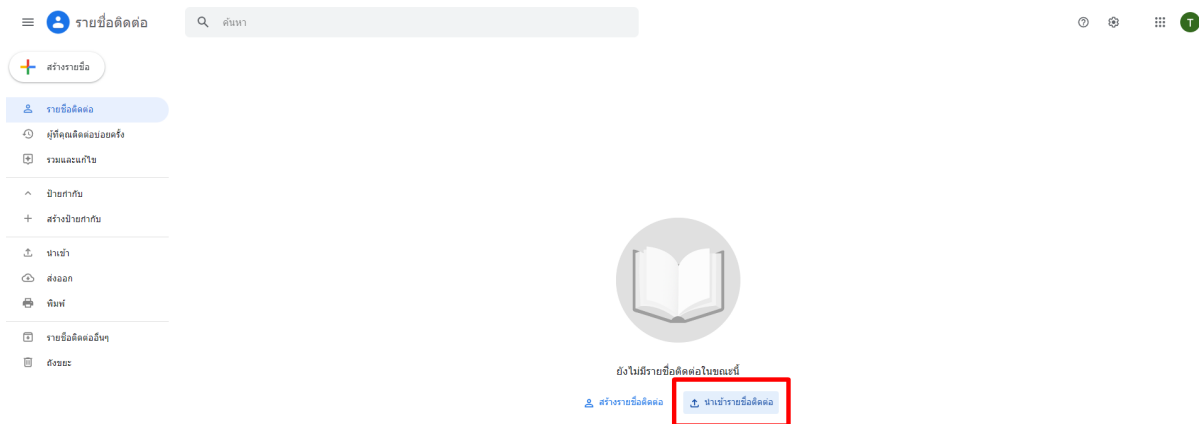 รายชื่อติดต่อ
ค้นหา
T
สร้างรายชื่อ
รายชื่อติดต่อ
ผู้ที่คุณติดต่อบ่อยครั้ง
รวมและแก้ไข
ป้ายกำกับ
สร้างป้ายกำกับ
นำเข้า
ส่งออก
พิมพ์
รายชื่อติดต่ออื่นๆ
ถังขยะ
ยังไม่มีรายชื่อติดต่อในขณะนี้
สร้างรายชื่อติดต่อ
นำเข้ารายชื่อติดต่อ